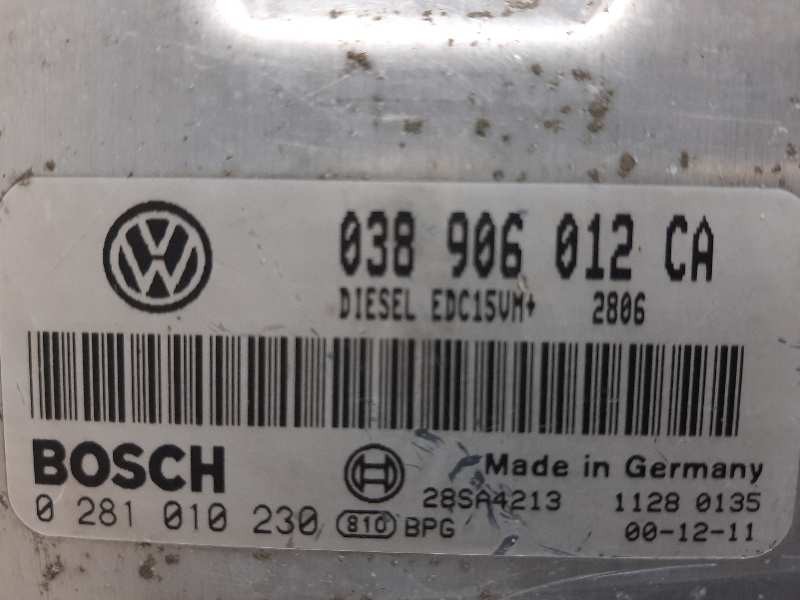 038 906 012 CA
DIESEL EDC15VM+ 2806
BOSCH
Made in Germany
28SA4213 1128 0135
0 281 010 230 810 BPG 00-12-11